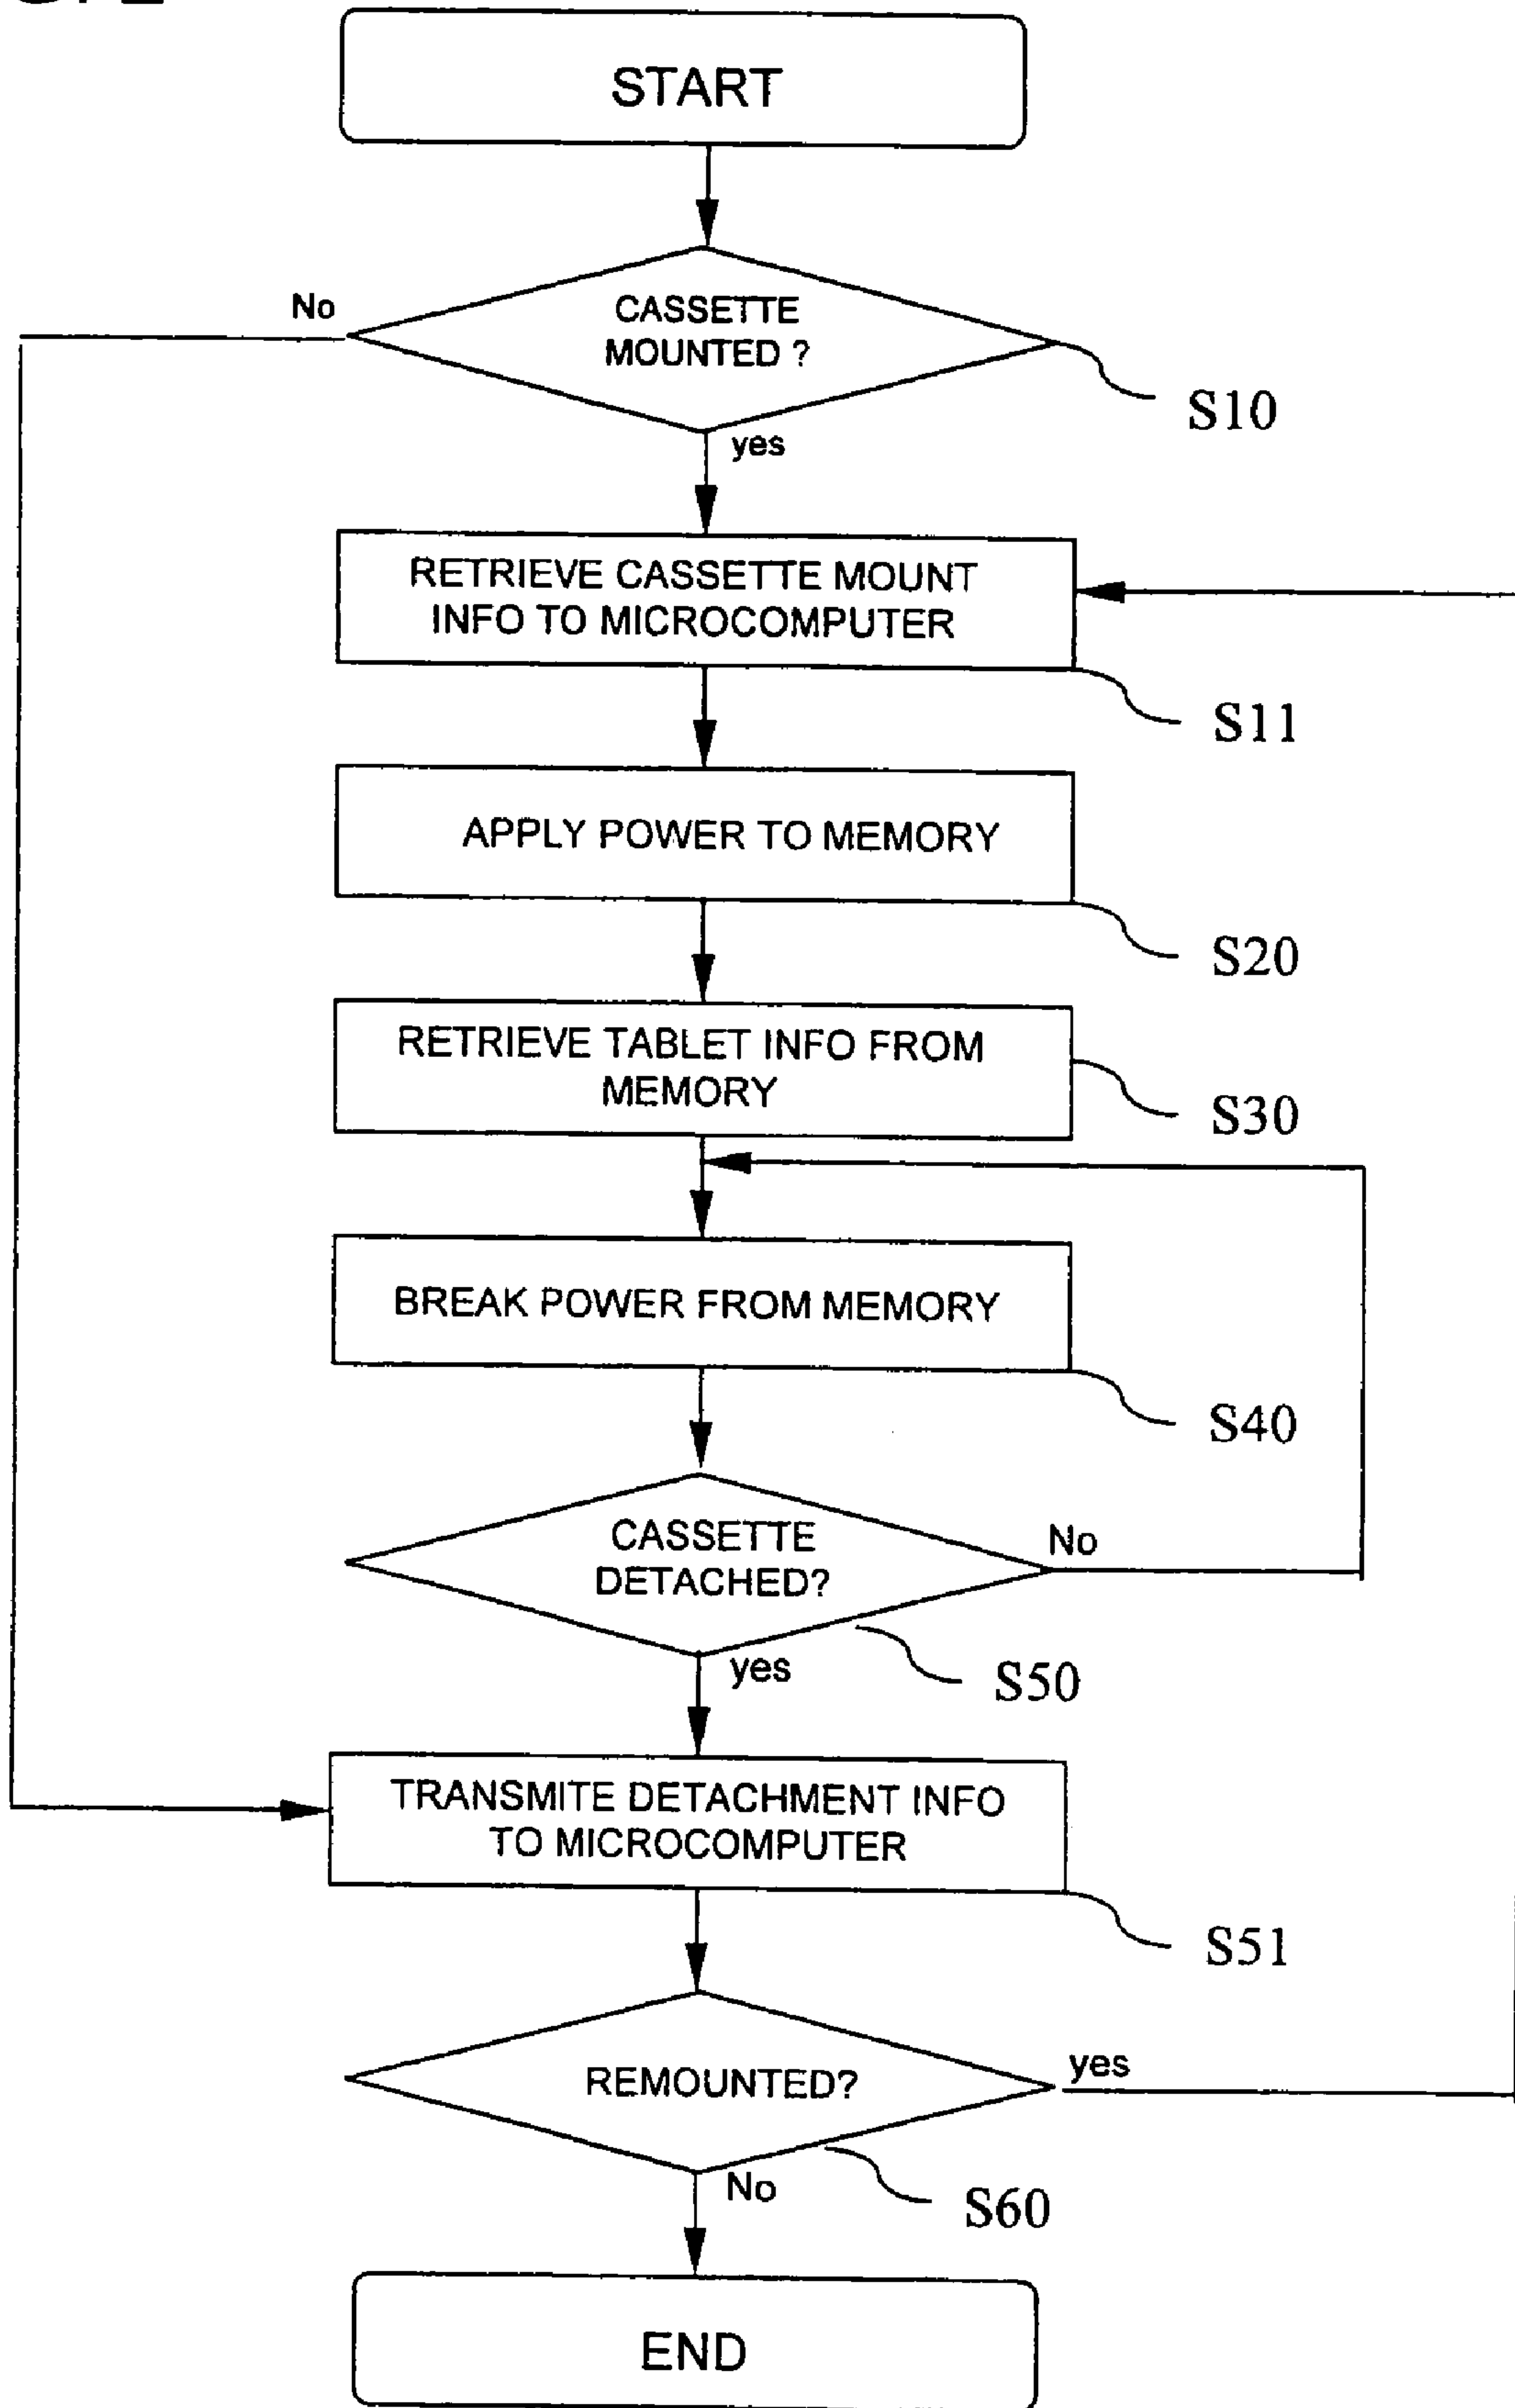 START
No
CASSETTE
MOUNTED ?
S10
yes
RETRIEVE CASSETTE MOUNT
INFO TO MICROCOMPUTER
S11
APPLY POWER TO MEMORY
S20
RETRIEVE TABLET INFO FROM
MEMORY
S30
BREAK POWER FROM MEMORY
S40
CASSETTE
DETACHED?
No
yes
S50
TRANSMITE DETACHMENT INFO
TO MICROCOMPUTER
S51
REMOUNTED?
yes
No
S60
END